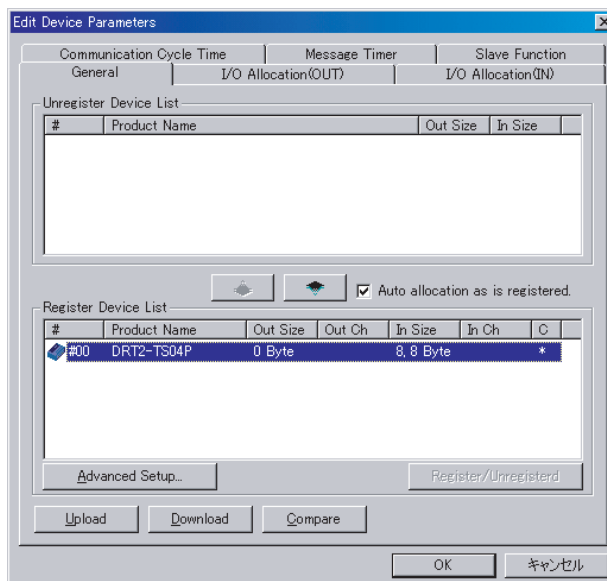 Edit Device Parameters
Communication Cycle Time Message Timer Slave Function
General I/O Allocation(OUT) I/O Allocation(IN)
Unregister Device List
# Product Name Out Size In Size
Auto allocation as is registered.
Register Device List
# Product Name Out Size Out Ch In Size In Ch C
#00 DRT2-TS04P 0 Byte 8, 8 Byte *
Advanced Setup... Register/Unregisterd
Upload Download Compare
OK キャンセル